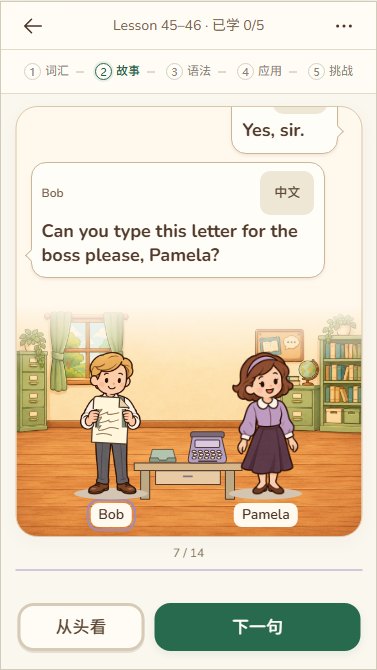 Lesson 45–46 · 已学 0/5
1 词汇 2 故事 3 语法 4 应用 5 挑战
Yes, sir.
Bob
中文
Can you type this letter for the
boss please, Pamela?
Bob
Pamela
7 / 14
从头看
下一句